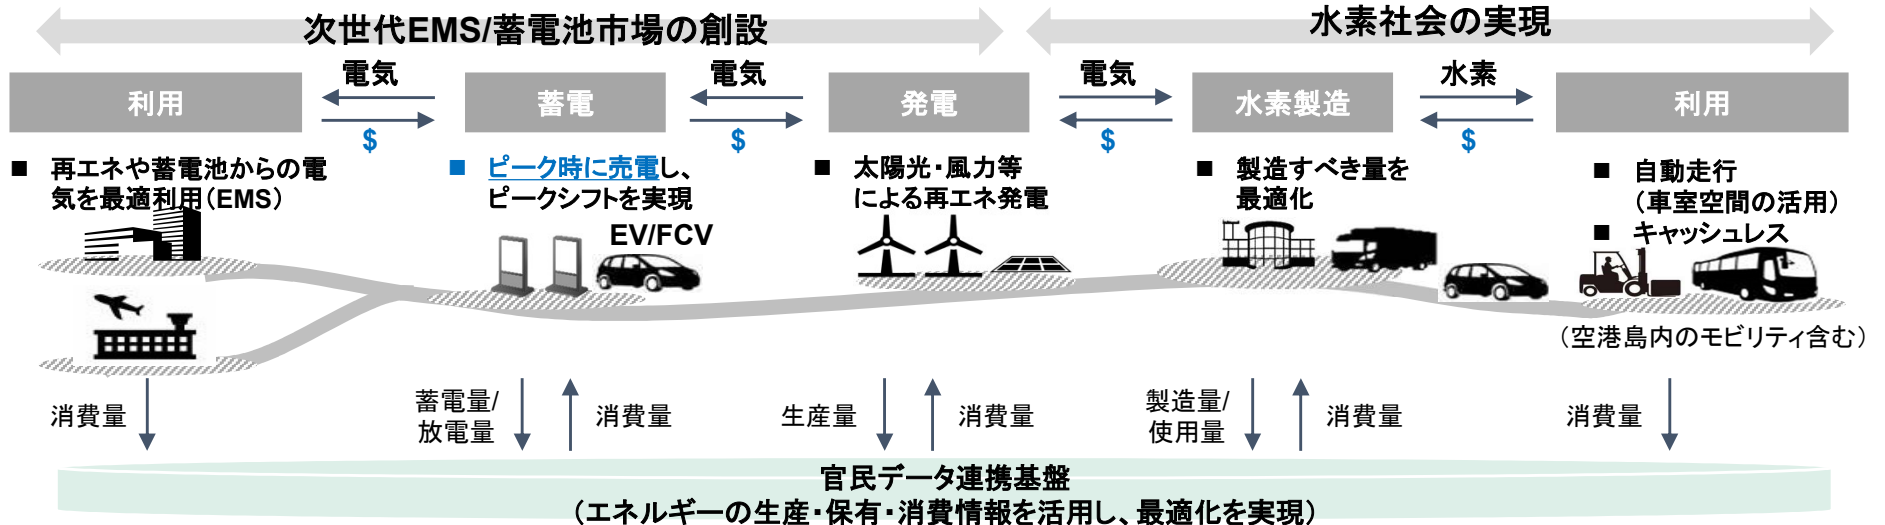 次世代EMS/蓄電池市場の創設
水素社会の実現
利用
電気
$
蓄電
電気
$
発電
電気
$
水素製造
水素
$
利用
■ 再エネや蓄電池からの電
気を最適利用(EMS)
■ ピーク時に売電し、
ピークシフトを実現
EV/FCV
■ 太陽光・風力等
による再エネ発電
■ 製造すべき量を
最適化
■ 自動走行
(車室空間の活用)
■ キャッシュレス
(空港島内のモビリティ含む)
消費量
蓄電量/
放電量
消費量
生産量
消費量
製造量/
使用量
消費量
消費量
官民データ連携基盤
(エネルギーの生産・保有・消費情報を活用し、最適化を実現)